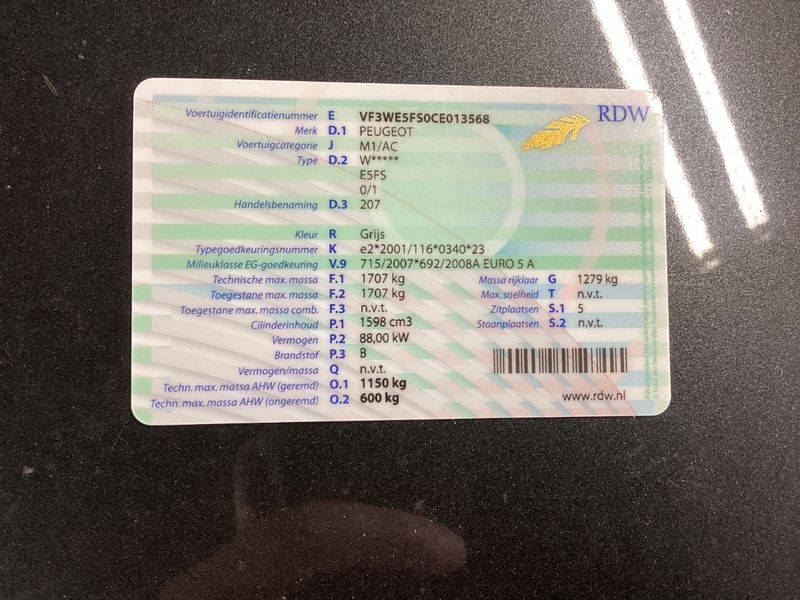 RDW
Voertuigidentificatienummer E VF3WE5FS0CE013568
Merk D.1 PEUGEOT
Voertuigcategorie J M1/AC
Type D.2 W*****
E5FS
0/1
Handelsbenaming D.3 207
Kleur R Grijs
Typegoedkeuringsnummer K e2*2001/116*0340*23
Milieuklasse EG-goedkeuring V.9 715/2007*692/2008A EURO 5 A
Technische max. massa F.1 1707 kg Massa rijklaar G 1279 kg
Toegestane max. massa F.2 1707 kg Max. snelheid T n.v.t.
Toegestane max. massa comb. F.3 n.v.t. Zitplaatsen S.1 5
Cilinderinhoud P.1 1598 cm3 Staanplaatsen S.2 n.v.t.
Vermogen P.2 88,00 kW
Brandstof P.3 B
Vermogen/massa Q n.v.t.
Techn. max. massa AHW (geremd) O.1 1150 kg
Techn. max. massa AHW (ongeremd) O.2 600 kg
www.rdw.nl